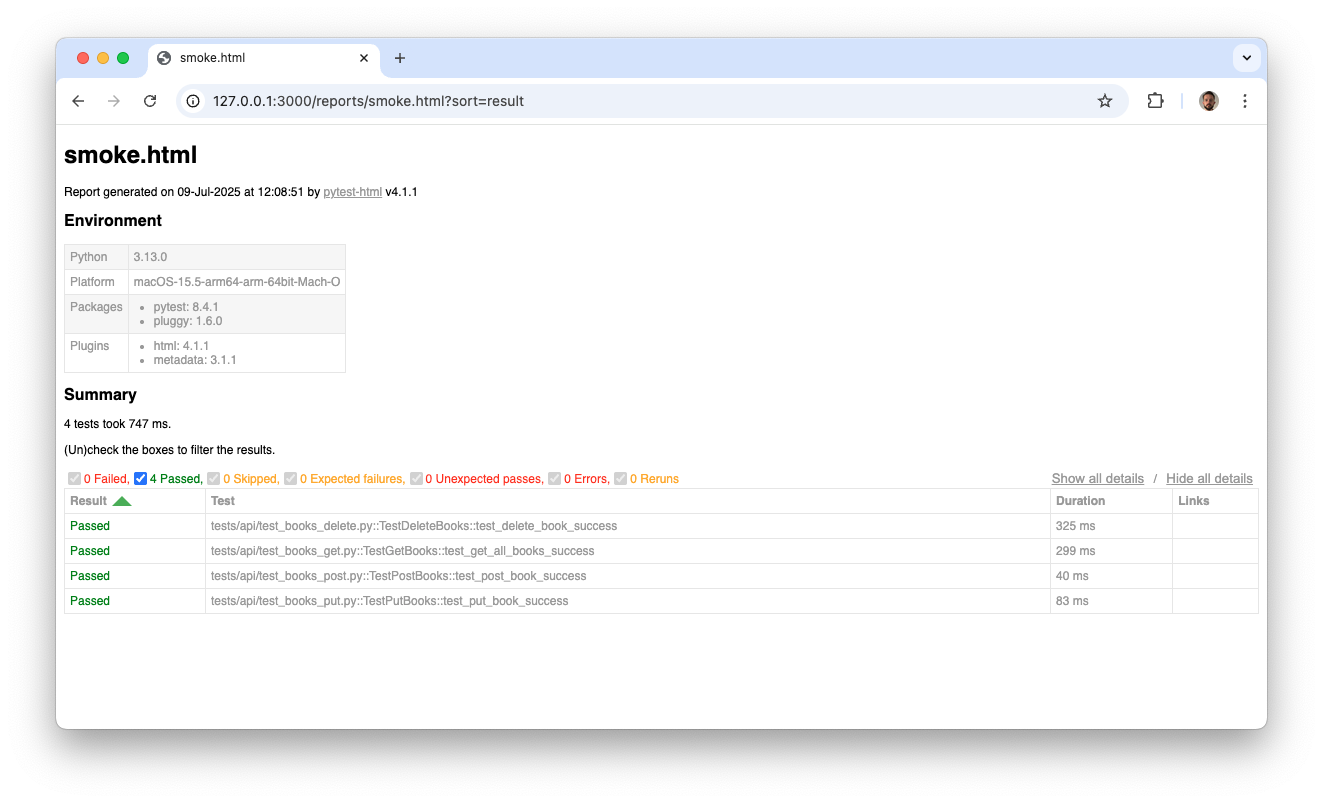 smoke.html
127.0.0.1:3000/reports/smoke.html?sort=result
smoke.html
Report generated on 09-Jul-2025 at 12:08:51 by pytest-html v4.1.1
Environment
Python 3.13.0
Platform macOS-15.5-arm64-arm-64bit-Mach-O
Packages
• pytest: 8.4.1
• pluggy: 1.6.0
Plugins
• html: 4.1.1
• metadata: 3.1.1
Summary
4 tests took 747 ms.
(Un)check the boxes to filter the results.
0 Failed, 4 Passed, 0 Skipped, 0 Expected failures, 0 Unexpected passes, 0 Errors, 0 Reruns Show all details / Hide all details
Result Test Duration Links
Passed tests/api/test_books_delete.py::TestDeleteBooks::test_delete_book_success 325 ms
Passed tests/api/test_books_get.py::TestGetBooks::test_get_all_books_success 299 ms
Passed tests/api/test_books_post.py::TestPostBooks::test_post_book_success 40 ms
Passed tests/api/test_books_put.py::TestPutBooks::test_put_book_success 83 ms